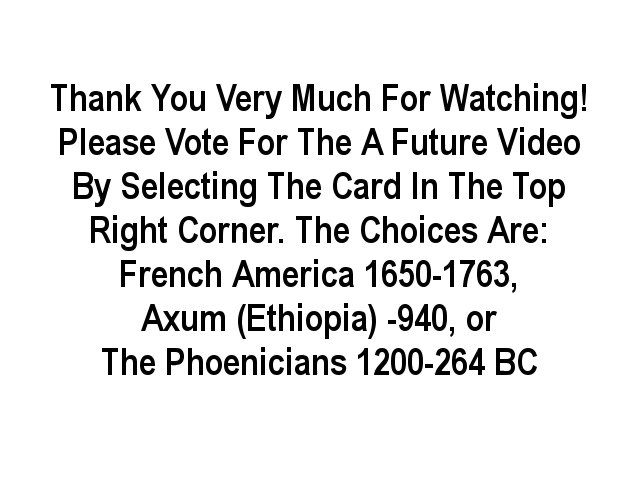 Thank You Very Much For Watching!
Please Vote For The A Future Video
By Selecting The Card In The Top
Right Corner. The Choices Are:
French America 1650-1763,
Axum (Ethiopia) -940, or
The Phoenicians 1200-264 BC